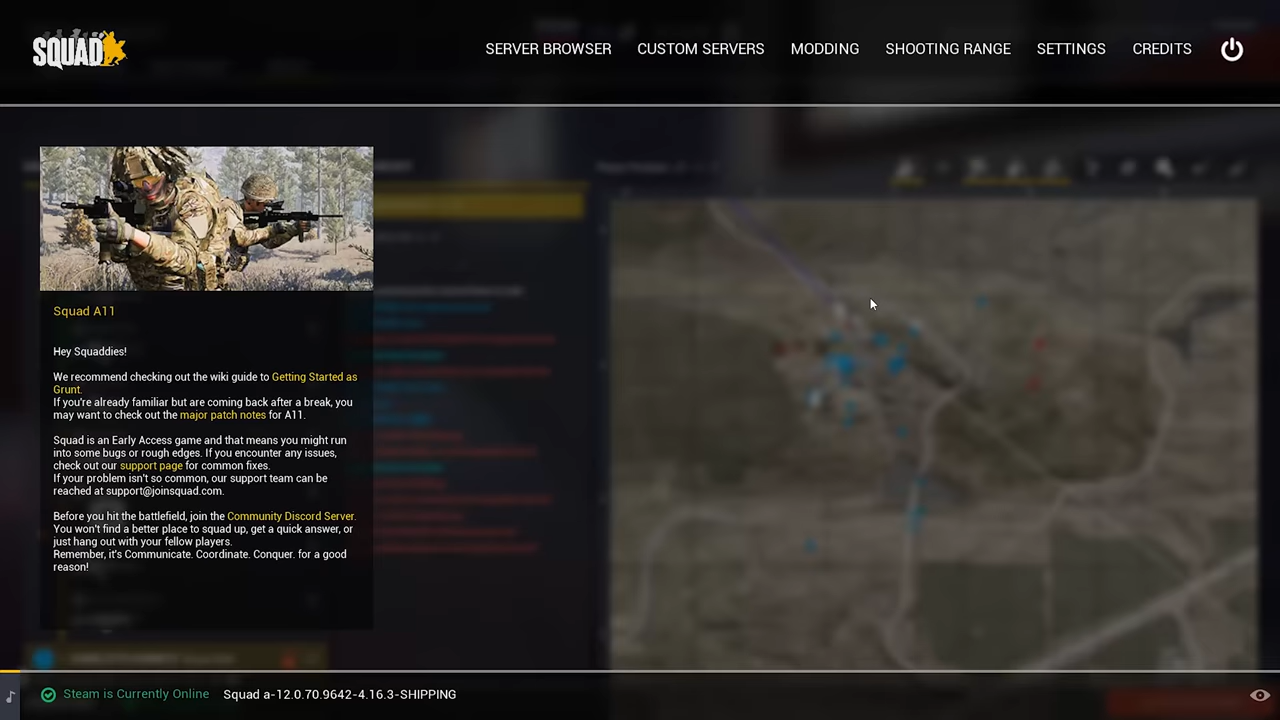 SQUAD
SERVER BROWSER CUSTOM SERVERS MODDING SHOOTING RANGE SETTINGS CREDITS
Squad A11
Hey Squaddies!
We recommend checking out the wiki guide to Getting Started as
Grunt.
If you're already familiar but are coming back after a break, you
may want to check out the major patch notes for A11.
Squad is an Early Access game and that means you might run
into some bugs or rough edges. If you encounter any issues,
check out our support page for common fixes.
If your problem isn't so common, our support team can be
reached at support@joinsquad.com.
Before you hit the battlefield, join the Community Discord Server.
You won't find a better place to squad up, get a quick answer, or
just hang out with your fellow players.
Remember, it's Communicate. Coordinate. Conquer. for a good
reason!
Steam is Currently Online Squad a-12.0.70.9642-4.16.3-SHIPPING